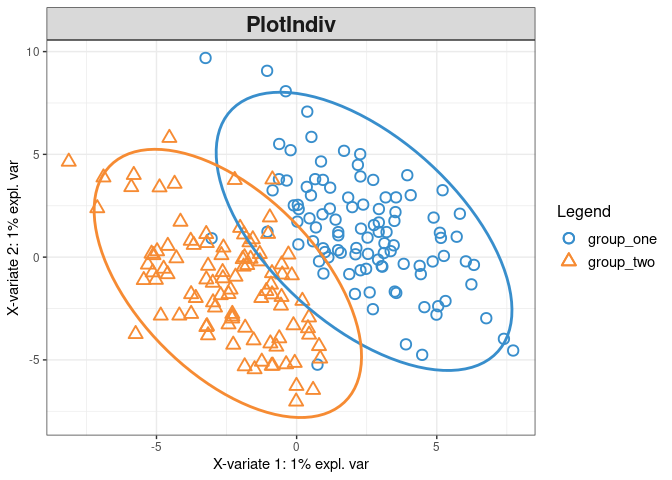 PlotIndiv
10
5
0
-5
X-variate 2: 1% expl. var
-5
0
5
X-variate 1: 1% expl. var
Legend
group_one
group_two